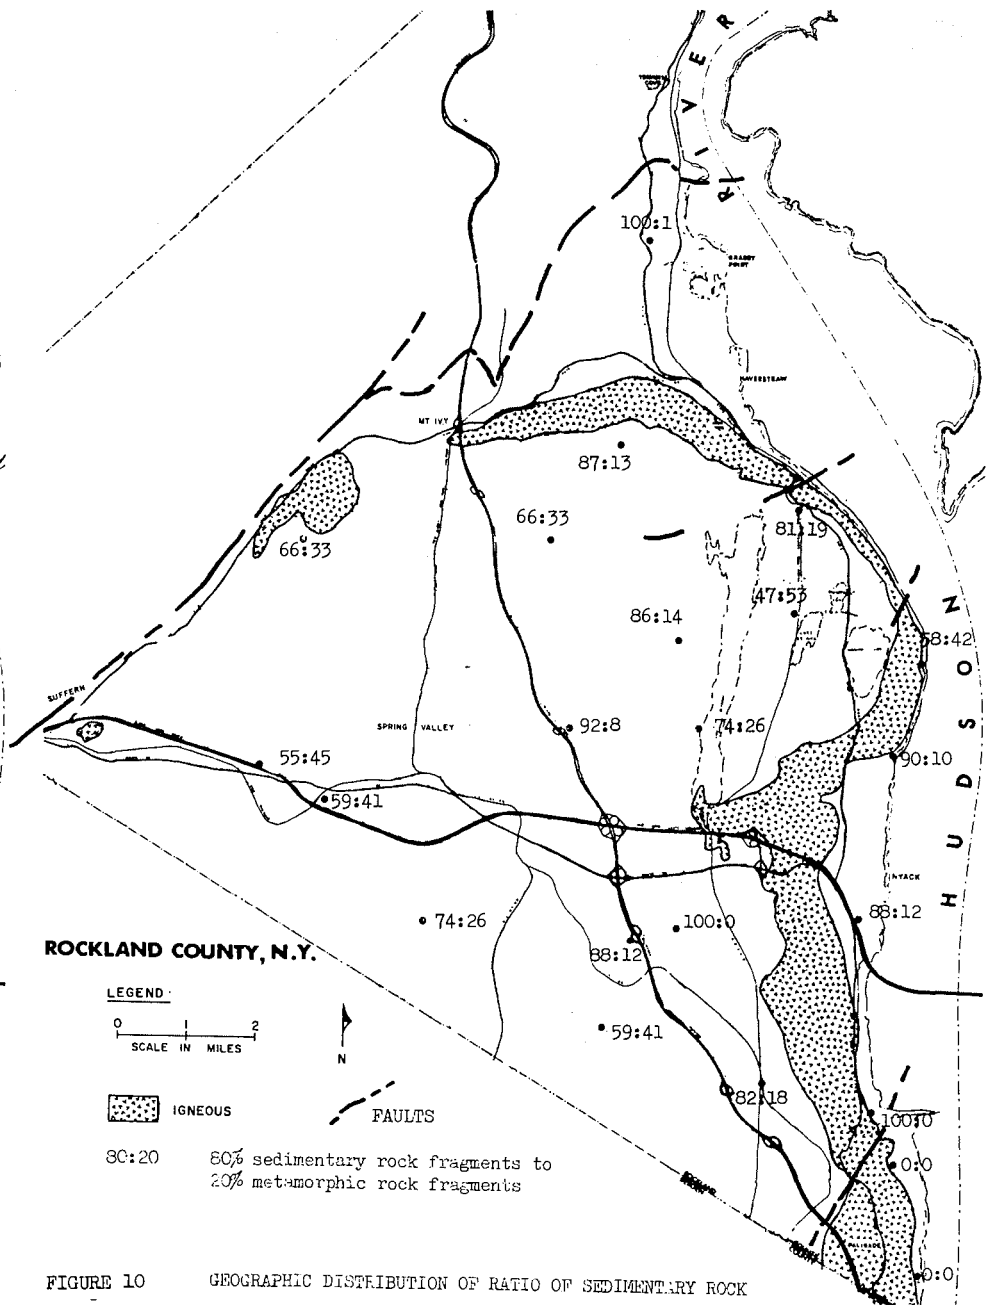 RIVER
100:1
GRASSY
POINT
HAVERSTRAW
MT IVY
87:13
66:33
81:19
66:33
47:53
86:14
58:42
SUFFERN
SPRING VALLEY
92:8
74:26
90:10
55:45
59:41
HUDSON
NYACK
74:26
100:0
88:12
88:12
ROCKLAND COUNTY, N.Y.
LEGEND
0 1 2
SCALE IN MILES
N
59:41
82:18
IGNEOUS
FAULTS
100:0
80:20 80% sedimentary rock fragments to
20% metamorphic rock fragments
0:0
PALISADES
0:0
FIGURE 10 GEOGRAPHIC DISTRIBUTION OF RATIO OF SEDIMENTARY ROCK